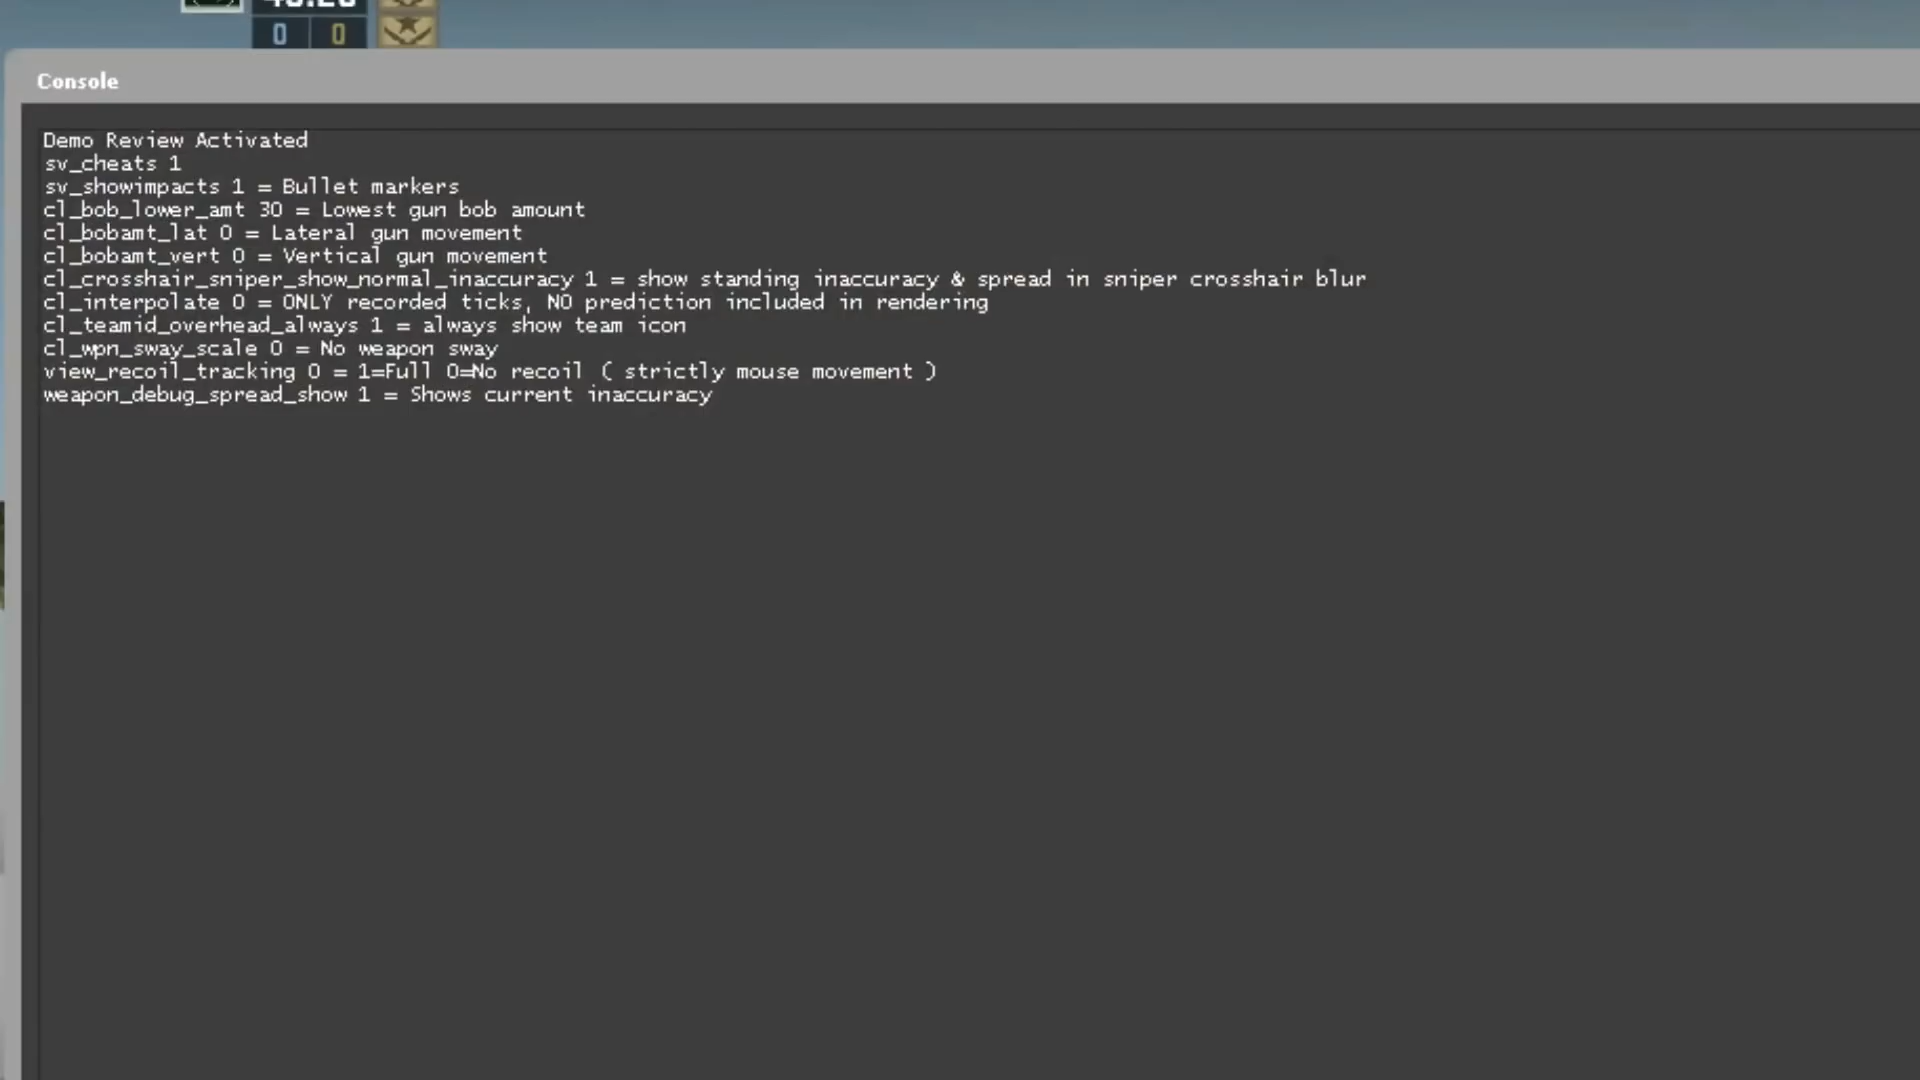 0 0
Console
Demo Review Activated
sv_cheats 1
sv_showimpacts 1 = Bullet markers
cl_bob_lower_amt 30 = Lowest gun bob amount
cl_bobamt_lat 0 = Lateral gun movement
cl_bobamt_vert 0 = Vertical gun movement
cl_crosshair_sniper_show_normal_inaccuracy 1 = show standing inaccuracy & spread in sniper crosshair blur
cl_interpolate 0 = ONLY recorded ticks, NO prediction included in rendering
cl_teamid_overhead_always 1 = always show team icon
cl_wpn_sway_scale 0 = No weapon sway
view_recoil_tracking 0 = 1=Full 0=No recoil ( strictly mouse movement )
weapon_debug_spread_show 1 = Shows current inaccuracy